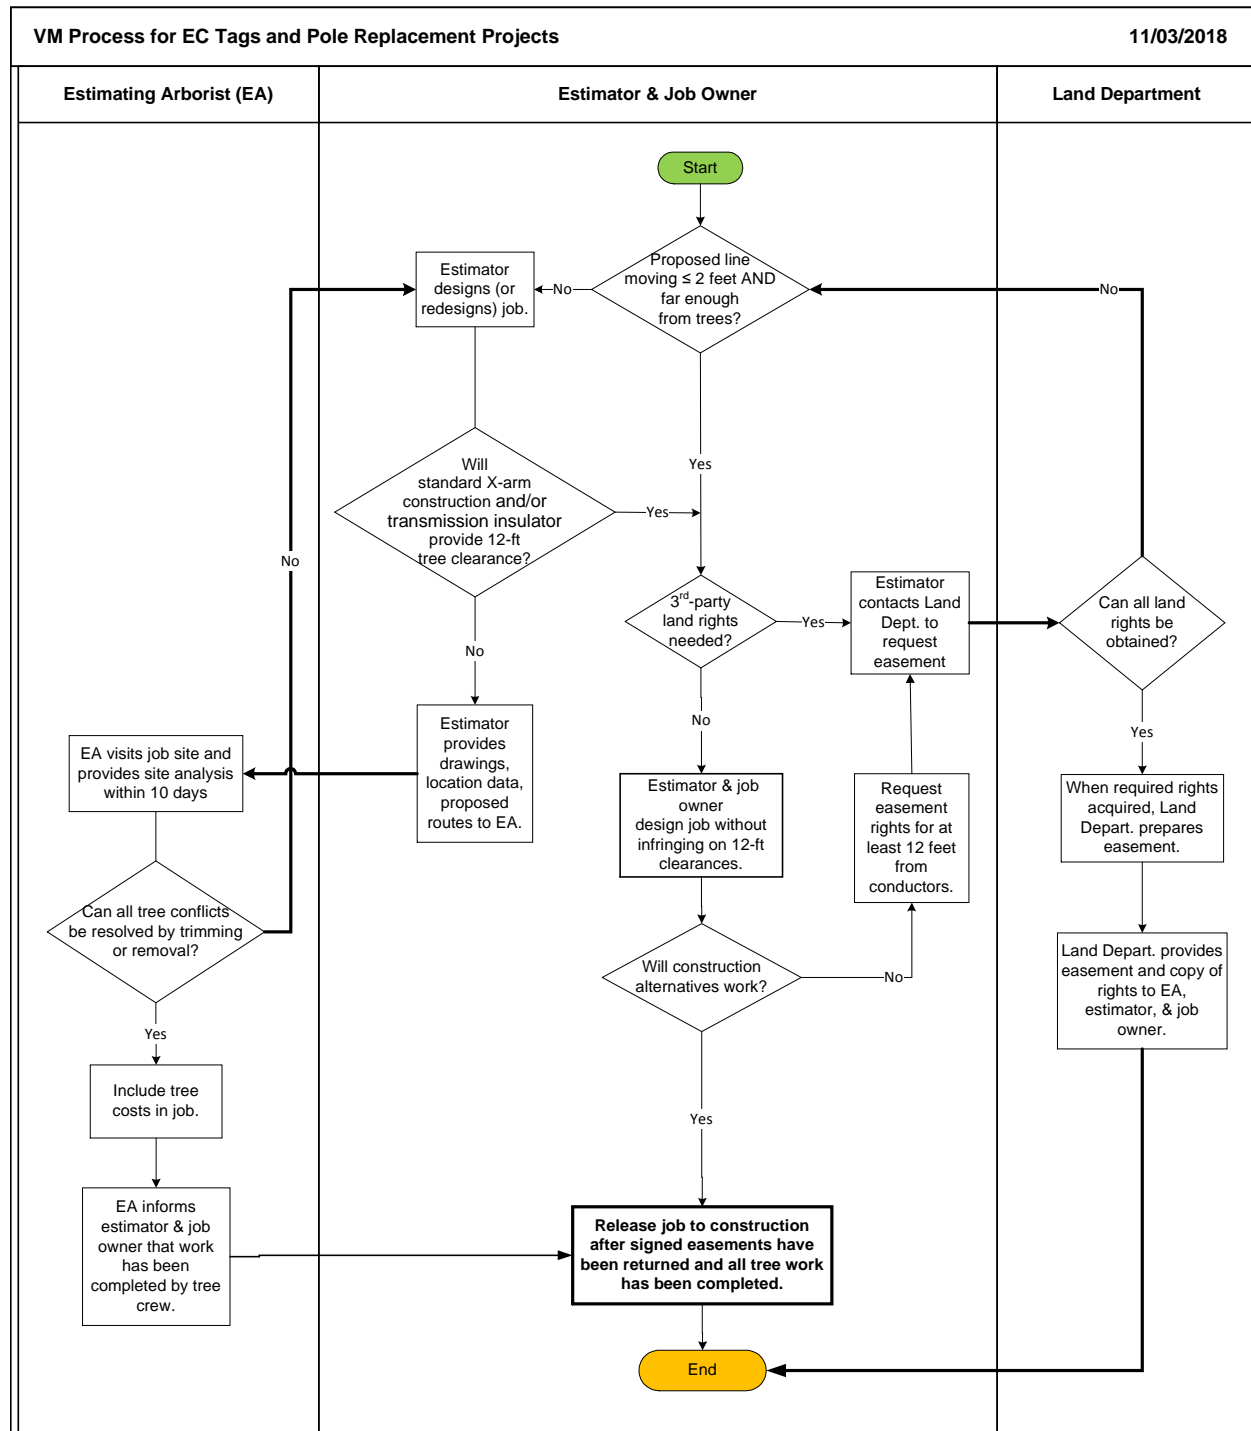 VM Process for EC Tags and Pole Replacement Projects
11/03/2018
Estimating Arborist (EA)
Estimator & Job Owner
Land Department
Start
Proposed line
moving ≤ 2 feet AND
far enough
from trees?
No
Estimator
designs (or
redesigns) job.
No
Yes
Will
standard X-arm
construction and/or
transmission insulator
provide 12-ft
tree clearance?
Yes
No
No
3rd-party
land rights
needed?
Yes
Estimator
contacts Land
Dept. to
request
easement
Can all land
rights be
obtained?
No
Yes
Estimator
provides
drawings,
location data,
proposed
routes to EA.
EA visits job site and
provides site analysis
within 10 days
Estimator & job
owner
design job without
infringing on 12-ft
clearances.
Request
easement
rights for at
least 12 feet
from
conductors.
When required rights
acquired, Land
Depart. prepares
easement.
Can all tree conflicts
be resolved by trimming
or removal?
Will construction
alternatives work?
No
Land Depart. provides
easement and copy of
rights to EA,
estimator, & job
owner.
Yes
Include tree
costs in job.
Yes
EA informs
estimator & job
owner that work
has been
completed by tree
crew.
Release job to construction
after signed easements have
been returned and all tree work
has been completed.
End